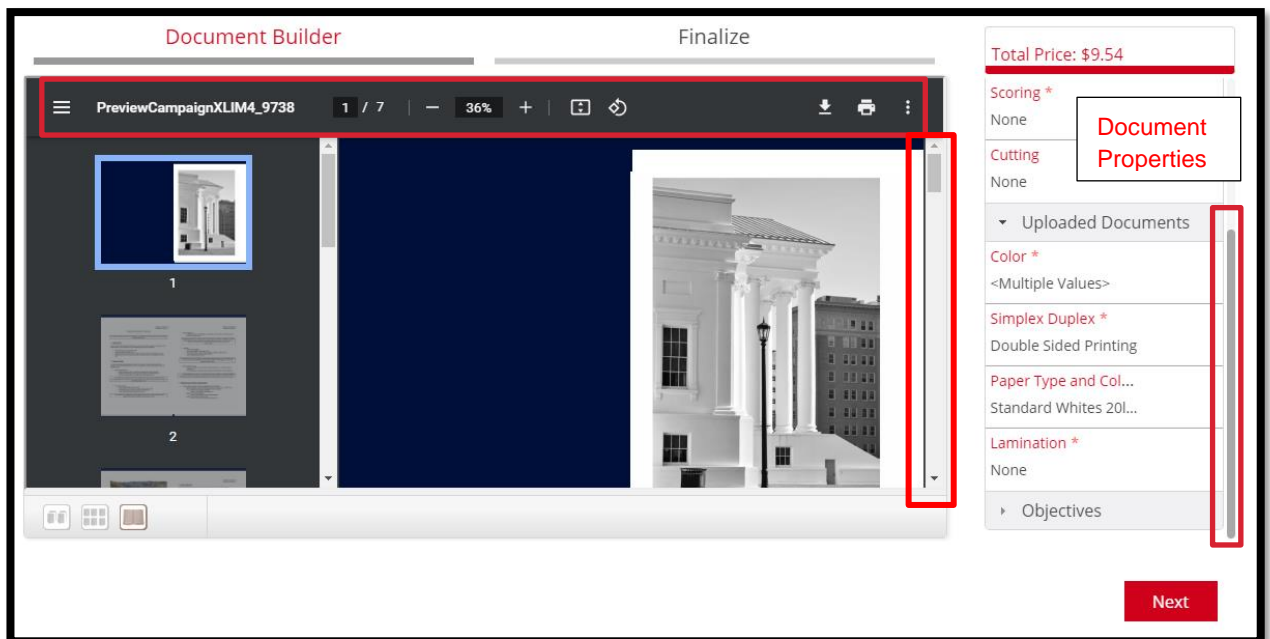 Document Builder
Finalize
Total Price: $9.54
PreviewCampaignXLIM4_9738
1 / 7
36%
1
2
Scoring *
None
Cutting
None
Document
Properties
Uploaded Documents
Color *
<Multiple Values>
Simplex Duplex *
Double Sided Printing
Paper Type and Col...
Standard Whites 20l...
Lamination *
None
Objectives
Next